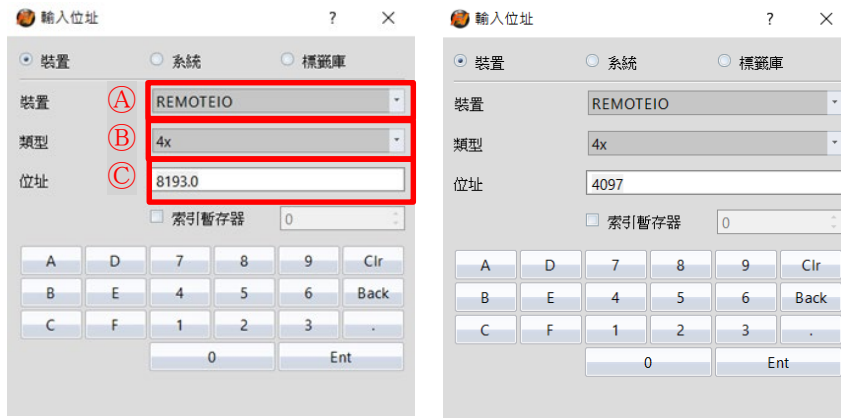 輸入位址 ? ×
裝置 系統 標籤庫
裝置 Ⓐ REMOTEIO
類型 Ⓑ 4x
位址 Ⓒ 8193.0
索引暫存器 0
A D 7 8 9 Clr
B E 4 5 6 Back
C F 1 2 3 .
0 Ent
輸入位址 ? ×
裝置 系統 標籤庫
裝置 REMOTEIO
類型 4x
位址 4097
索引暫存器 0
A D 7 8 9 Clr
B E 4 5 6 Back
C F 1 2 3 .
0 Ent